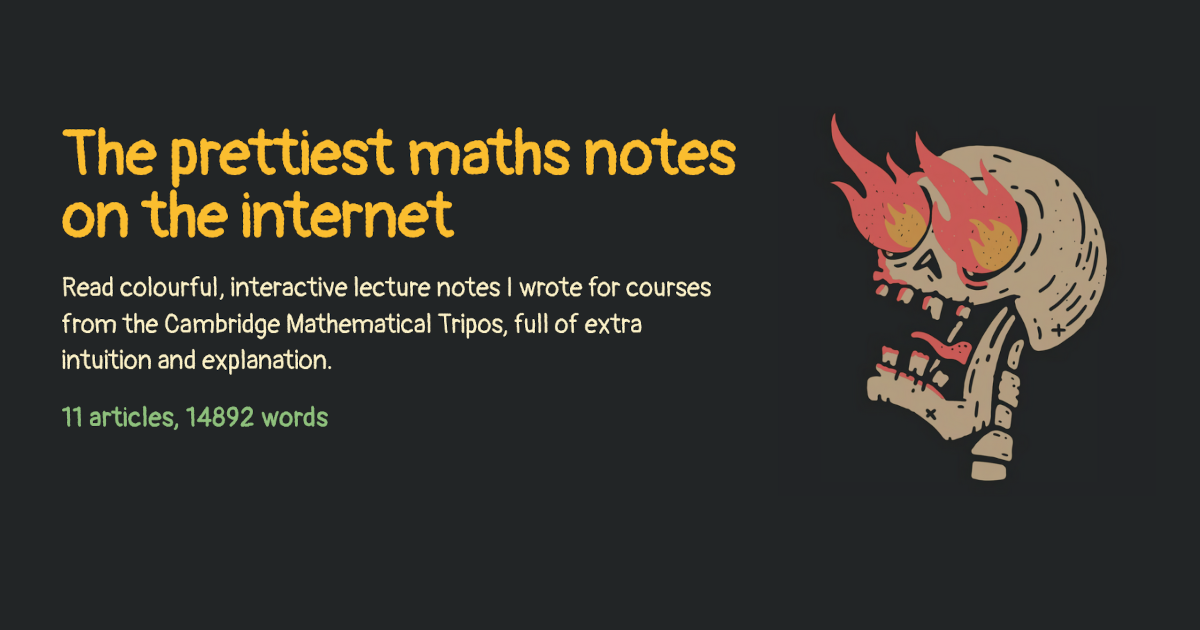 The prettiest maths notes
on the internet
Read colourful, interactive lecture notes I wrote for courses
from the Cambridge Mathematical Tripos, full of extra
intuition and explanation.
11 articles, 14892 words